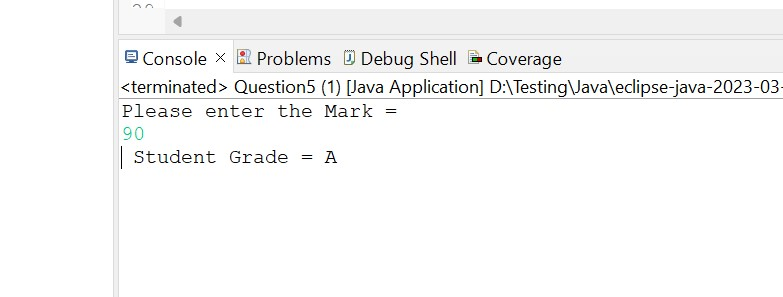 Console Problems Debug Shell Coverage
<terminated> Question5 (1) [Java Application] D:\Testing\Java\eclipse-java-2023-03-
Please enter the Mark =
90
Student Grade = A